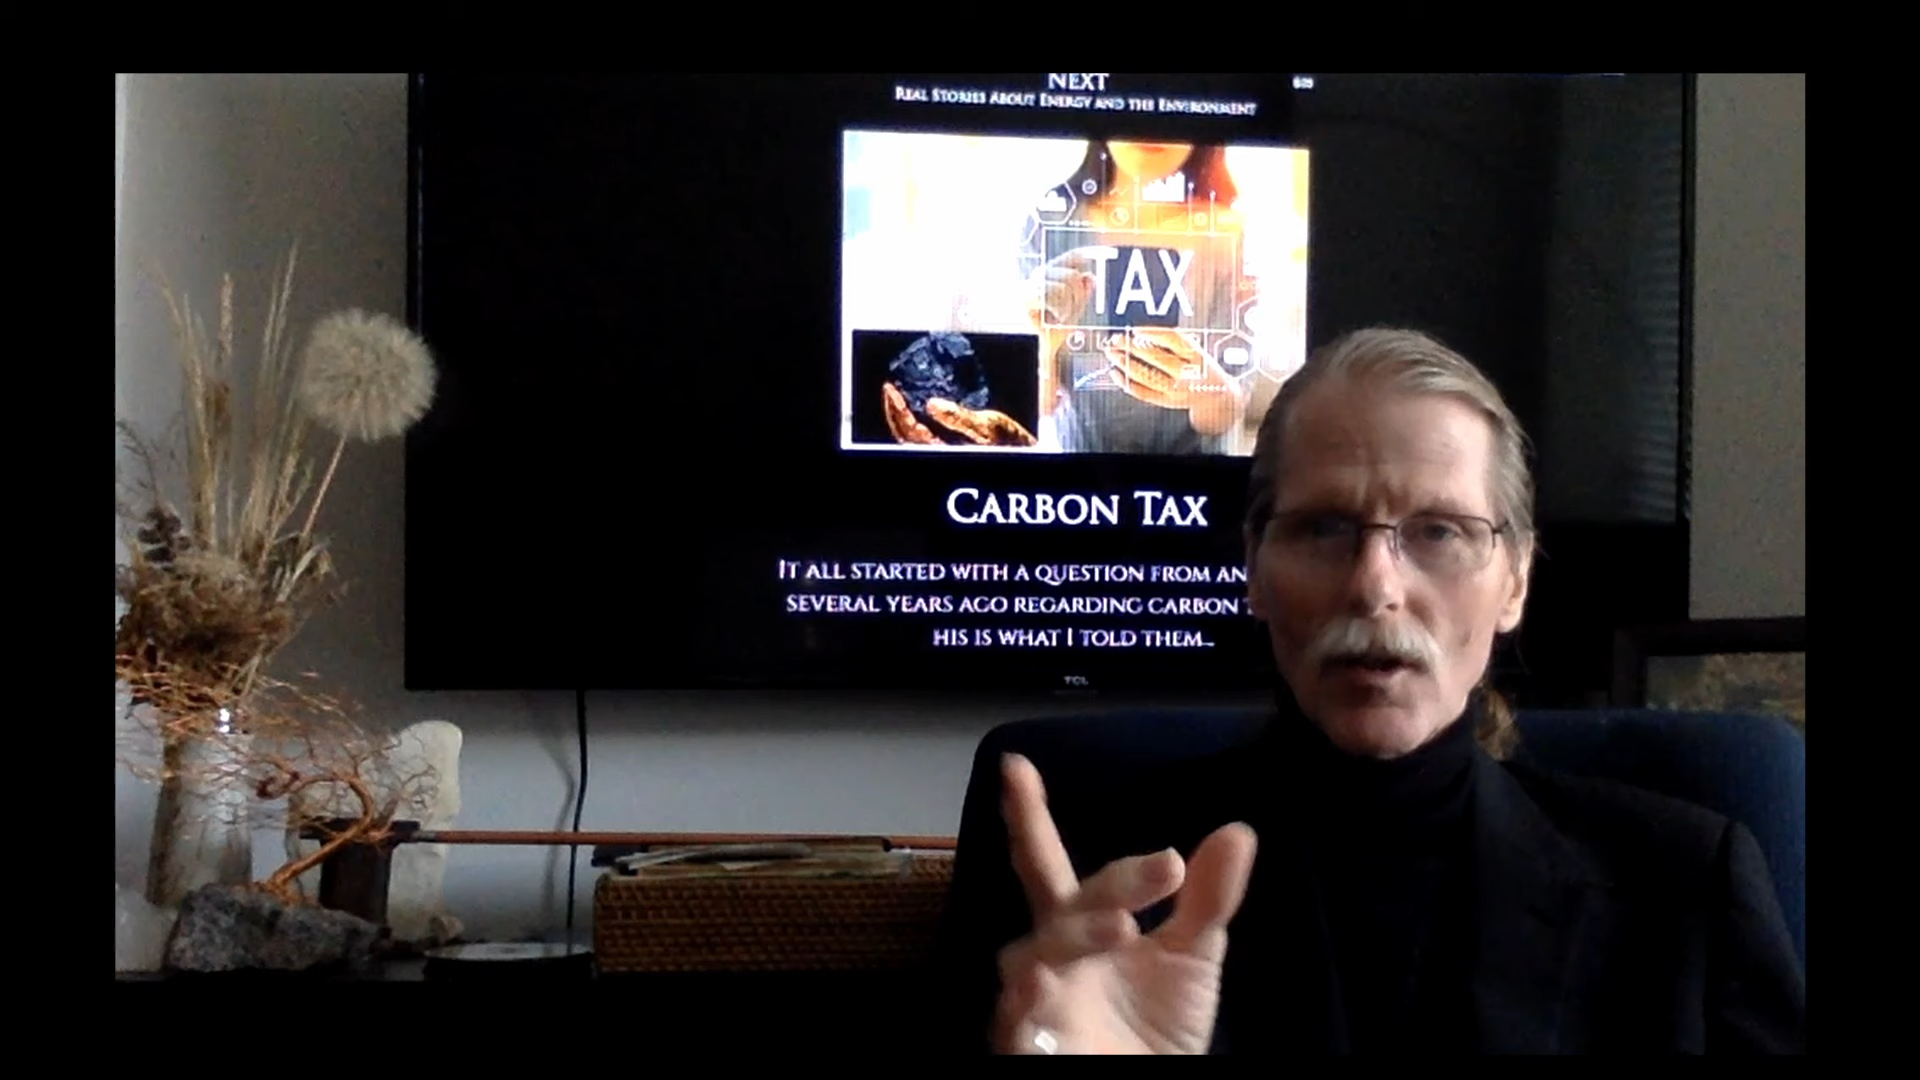 NEXT
REAL STORIES ABOUT ENERGY AND THE ENVIRONMENT
TAX
CARBON TAX
IT ALL STARTED WITH A QUESTION FROM AN
SEVERAL YEARS AGO REGARDING CARBON
HIS IS WHAT I TOLD THEM...
TCL